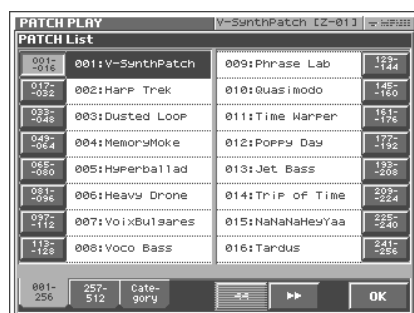 PATCH PLAY V-SynthPatch [Z-01]
PATCH List
001-
-016
001:V-SynthPatch
009:Phrase Lab
129-
-144
017-
-032
002:Harp Trek
010:Quasimodo
145-
-160
033-
-048
003:Dusted Loop
011:Time Warper
161-
-176
049-
-064
004:MemoryMoke
012:Poppy Day
177-
-192
065-
-080
005:Hyperballad
013:Jet Bass
193-
-208
081-
-096
006:Heavy Drone
014:Trip of Time
209-
-224
097-
-112
007:VoixBulgares
015:NaNaNaHeyYaa
225-
-240
113-
-128
008:Voco Bass
016:Tardus
241-
-256
001-
256
257-
512
Cate-
gory
OK